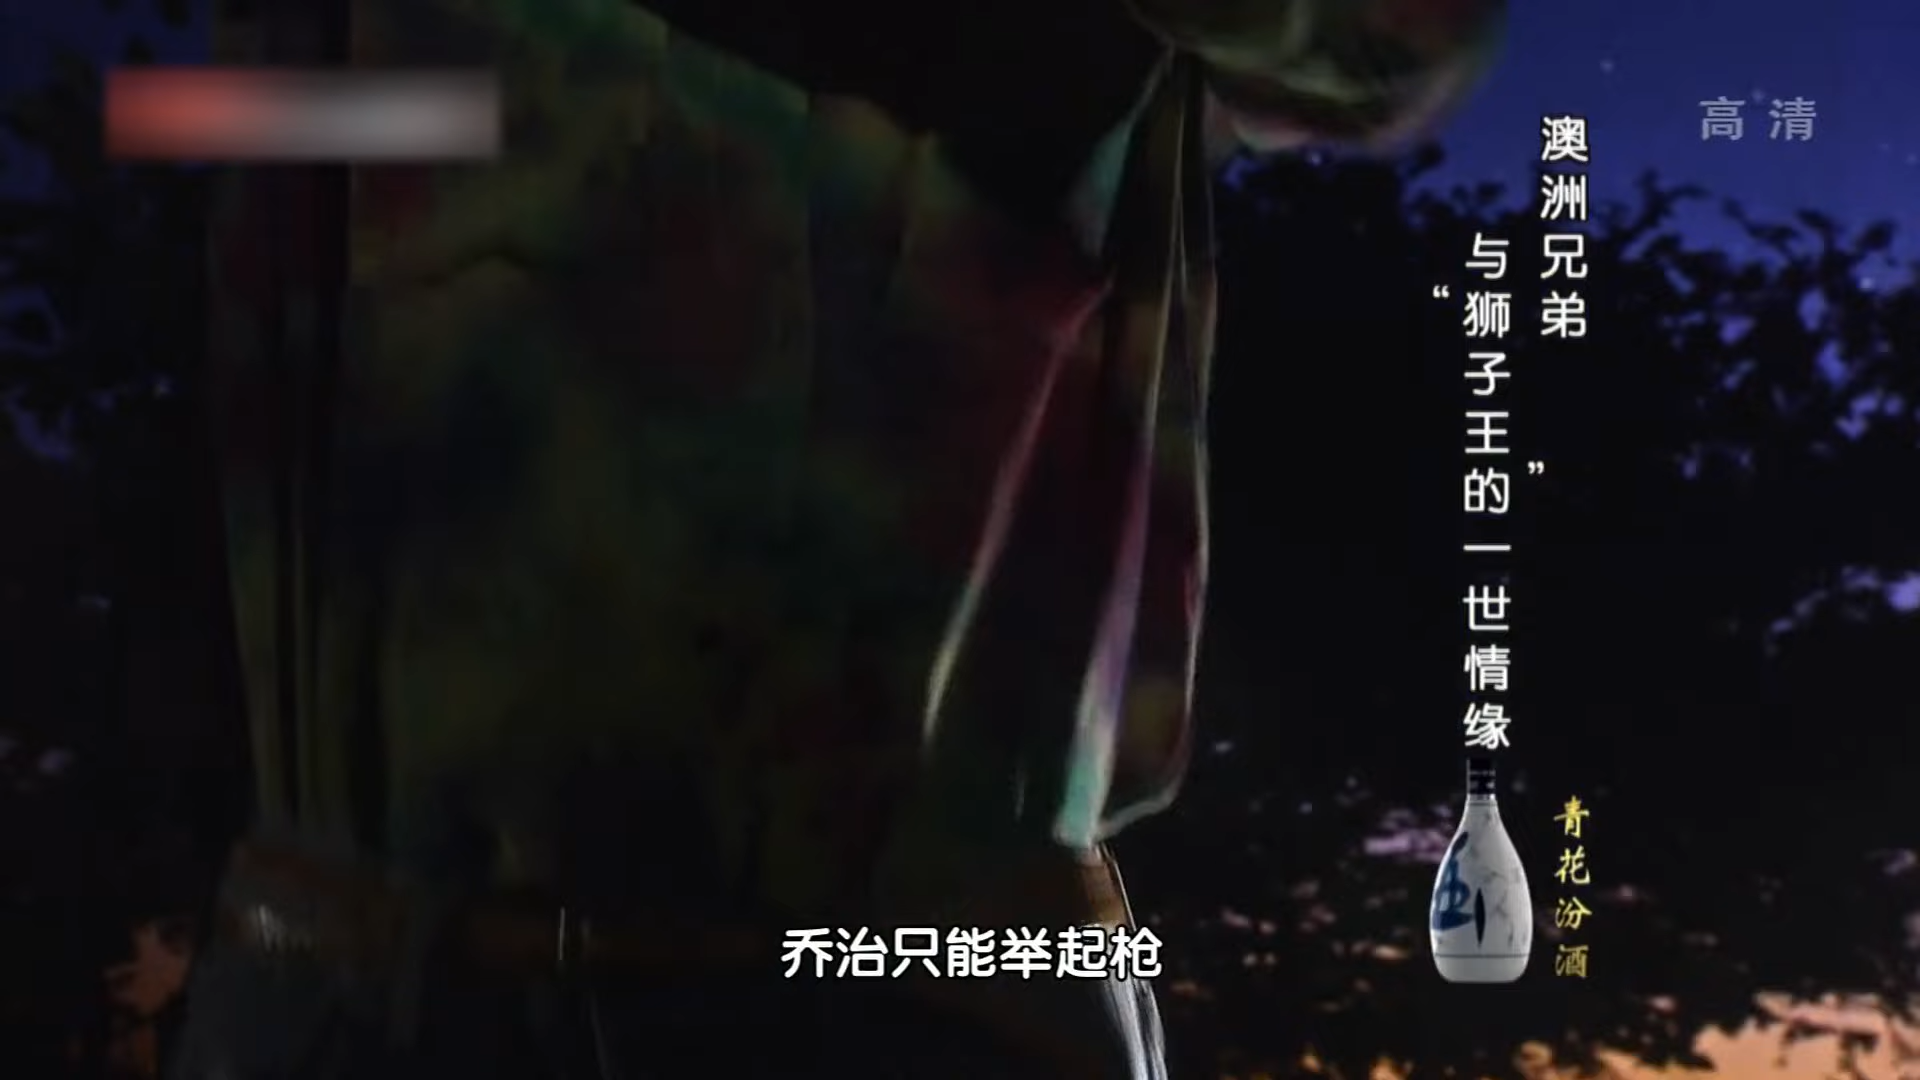 高清
澳洲兄弟
与“狮子王的一世情缘”
青花汾酒
乔治只能举起枪